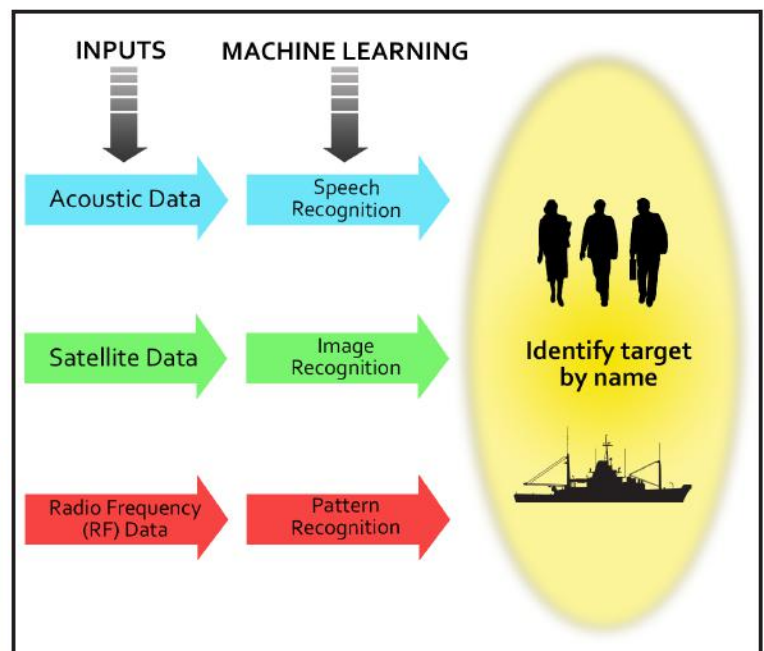 INPUTS
MACHINE LEARNING
Acoustic Data
Speech
Recognition
Satellite Data
Image
Recognition
Radio Frequency
(RF) Data
Pattern
Recognition
Identify target
by name